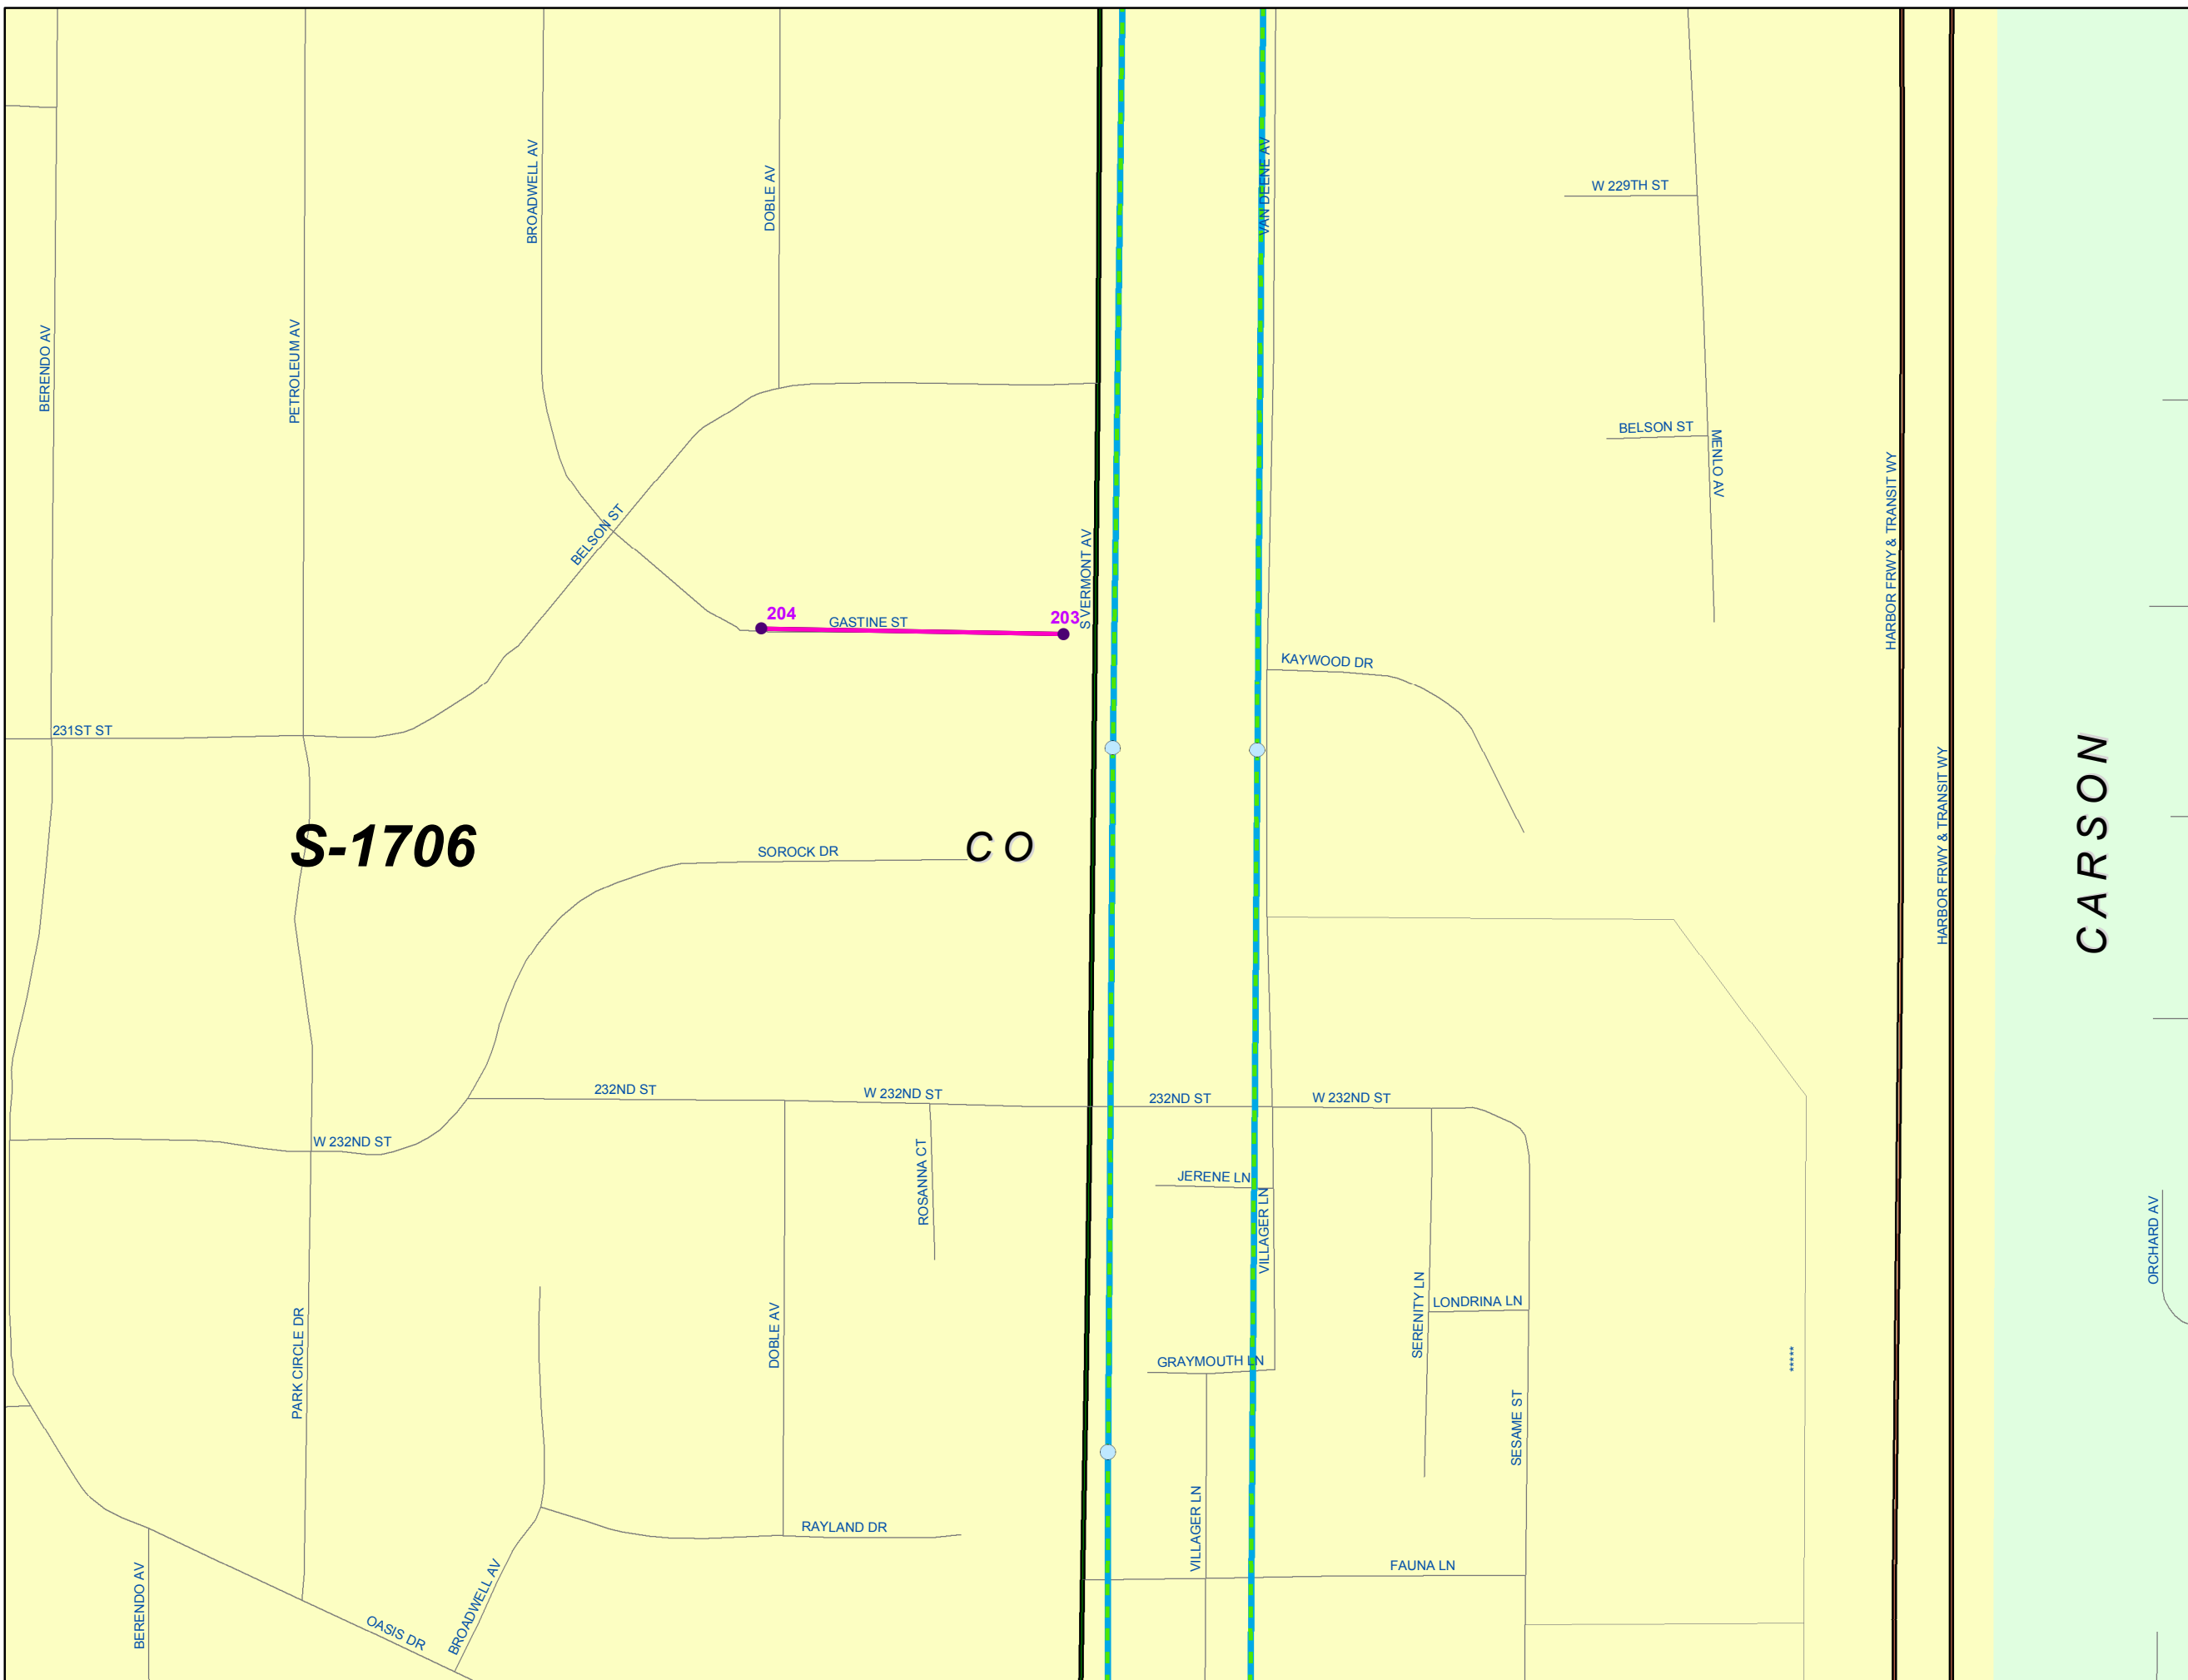 BROADWELL AV
DOBLE AV
VAN DEENE AV
W 229TH ST
BERENDO AV
PETROLEUM AV
BELSON ST
MENLO AV
HARBOR FRWY & TRANSIT WY
BELSON ST
S VERMONT AV
204
203
GASTINE ST
KAYWOOD DR
231ST ST
HARBOR FRWY & TRANSIT WY
CARSON
S-1706
SOROCK DR
CO
232ND ST
W 232ND ST
232ND ST
W 232ND ST
W 232ND ST
ROSANNA CT
JERENE LN
VILLAGER LN
ORCHARD AV
SERENITY LN
LONDRINA LN
PARK CIRCLE DR
DOBLE AV
GRAYMOUTH LN
*****
SESAME ST
VILLAGER LN
RAYLAND DR
FAUNA LN
BERENDO AV
OASIS DR
BROADWELL AV